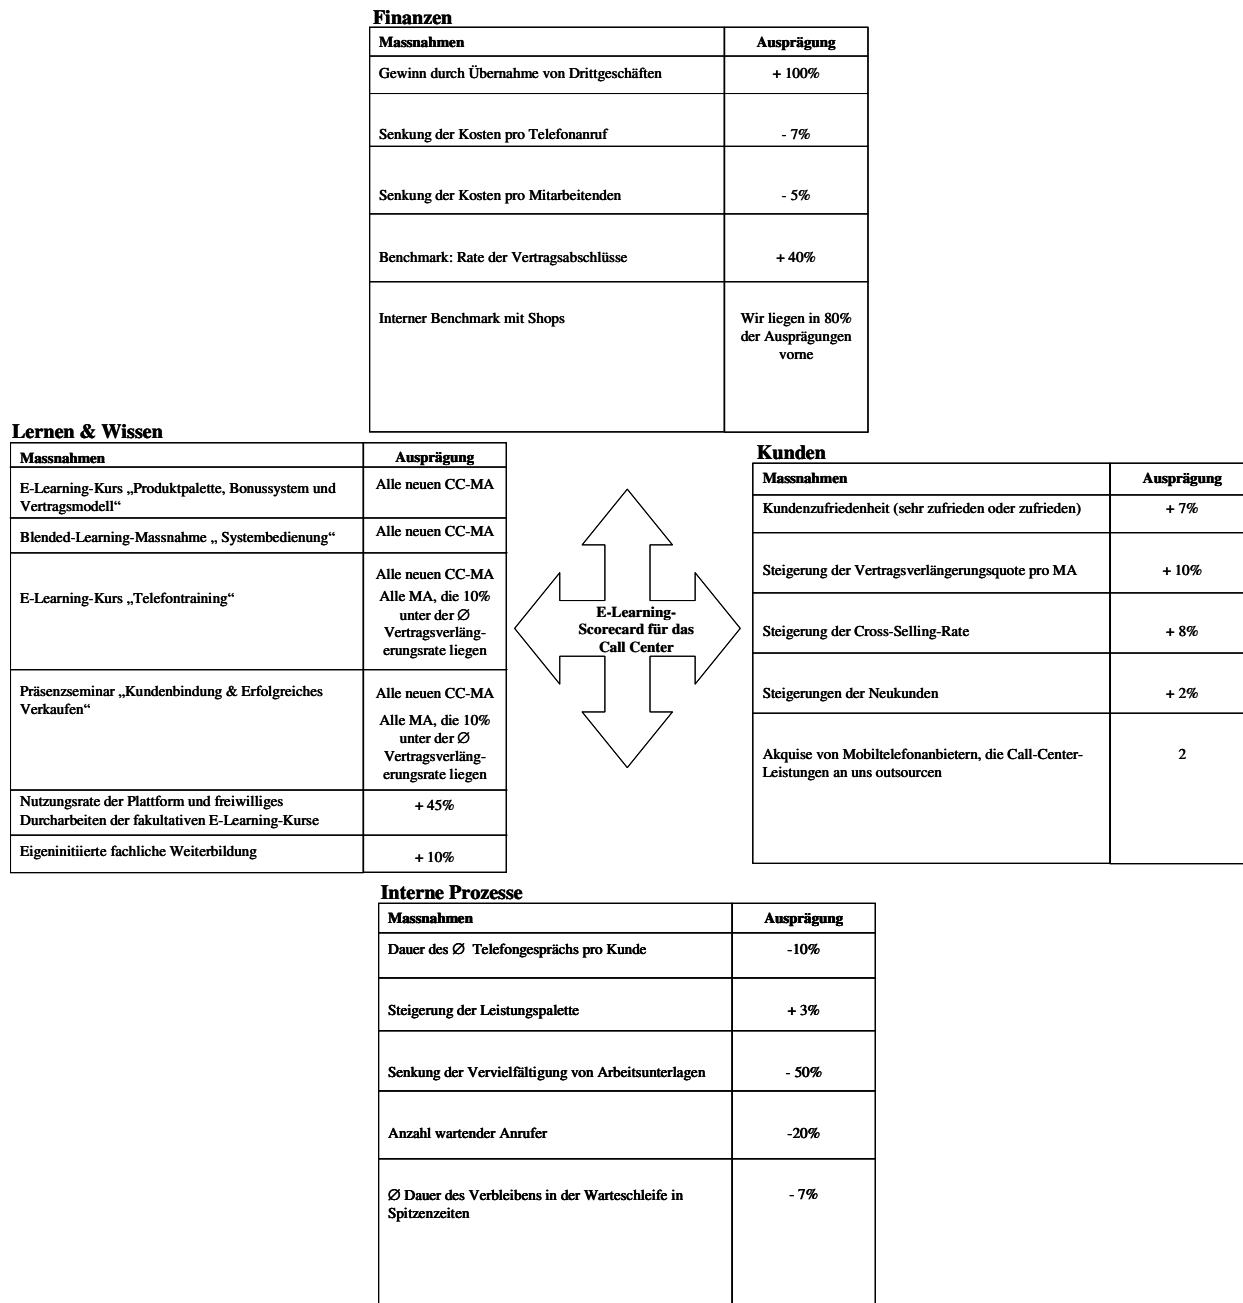 Finanzen
Massnahmen Ausprägung
Gewinn durch Übernahme von Drittgeschäften + 100%
Senkung der Kosten pro Telefonanruf - 7%
Senkung der Kosten pro Mitarbeitenden - 5%
Benchmark: Rate der Vertragsabschlüsse + 40%
Interner Benchmark mit Shops Wir liegen in 80%
der Ausprägungen
vorne
Lernen & Wissen
Massnahmen Ausprägung
E-Learning-Kurs „Produktpalette, Bonussystem und Alle neuen CC-MA
Vertragsmodell“
Blended-Learning-Massnahme „ Systembedienung“ Alle neuen CC-MA
Alle neuen CC-MA
E-Learning-Kurs „Telefontraining“ Alle MA, die 10%
unter der ∅
Vertragsverläng-
erungsrate liegen
Präsenzseminar „Kundenbindung & Erfolgreiches Alle neuen CC-MA
Verkaufen“
Alle MA, die 10%
unter der ∅
Vertragsverläng-
erungsrate liegen
Nutzungsrate der Plattform und freiwilliges + 45%
Durcharbeiten der fakultativen E-Learning-Kurse
Eigeninitiierte fachliche Weiterbildung + 10%
E-Learning-
Scorecard für das
Call Center
Kunden
Massnahmen Ausprägung
Kundenzufriedenheit (sehr zufrieden oder zufrieden) + 7%
Steigerung der Vertragsverlängerungsquote pro MA + 10%
Steigerung der Cross-Selling-Rate + 8%
Steigerungen der Neukunden + 2%
Akquise von Mobiltelefonanbietern, die Call-Center- 2
Leistungen an uns outsourcen
Interne Prozesse
Massnahmen Ausprägung
Dauer des ∅ Telefongesprächs pro Kunde -10%
Steigerung der Leistungspalette + 3%
Senkung der Vervielfältigung von Arbeitsunterlagen - 50%
Anzahl wartender Anrufer -20%
∅ Dauer des Verbleibens in der Warteschleife in - 7%
Spitzenzeiten